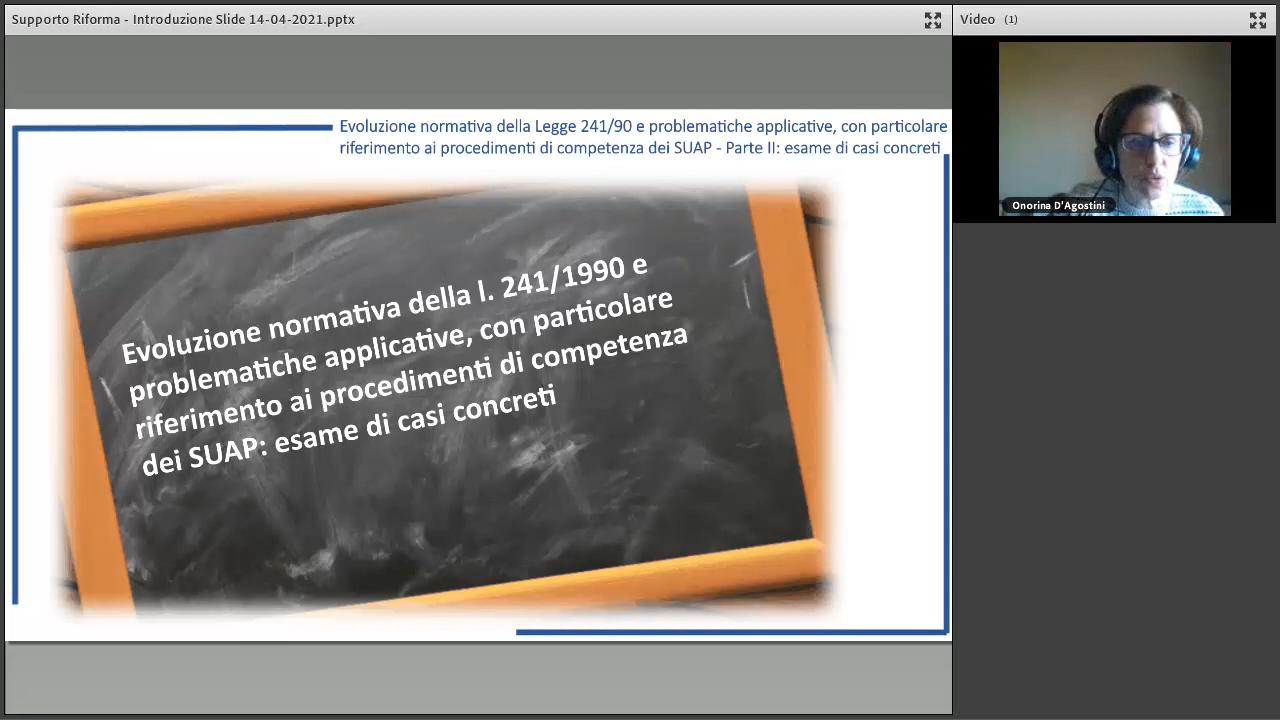 Supporto Riforma - Introduzione Slide 14-04-2021.pptx
Video (1)
Evoluzione normativa della Legge 241/90 e problematiche applicative, con particolare
riferimento ai procedimenti di competenza dei SUAP - Parte II: esame di casi concreti
Onorina D'Agostini
Evoluzione normativa della l. 241/1990 e
problematiche applicative, con particolare
riferimento ai procedimenti di competenza
dei SUAP: esame di casi concreti